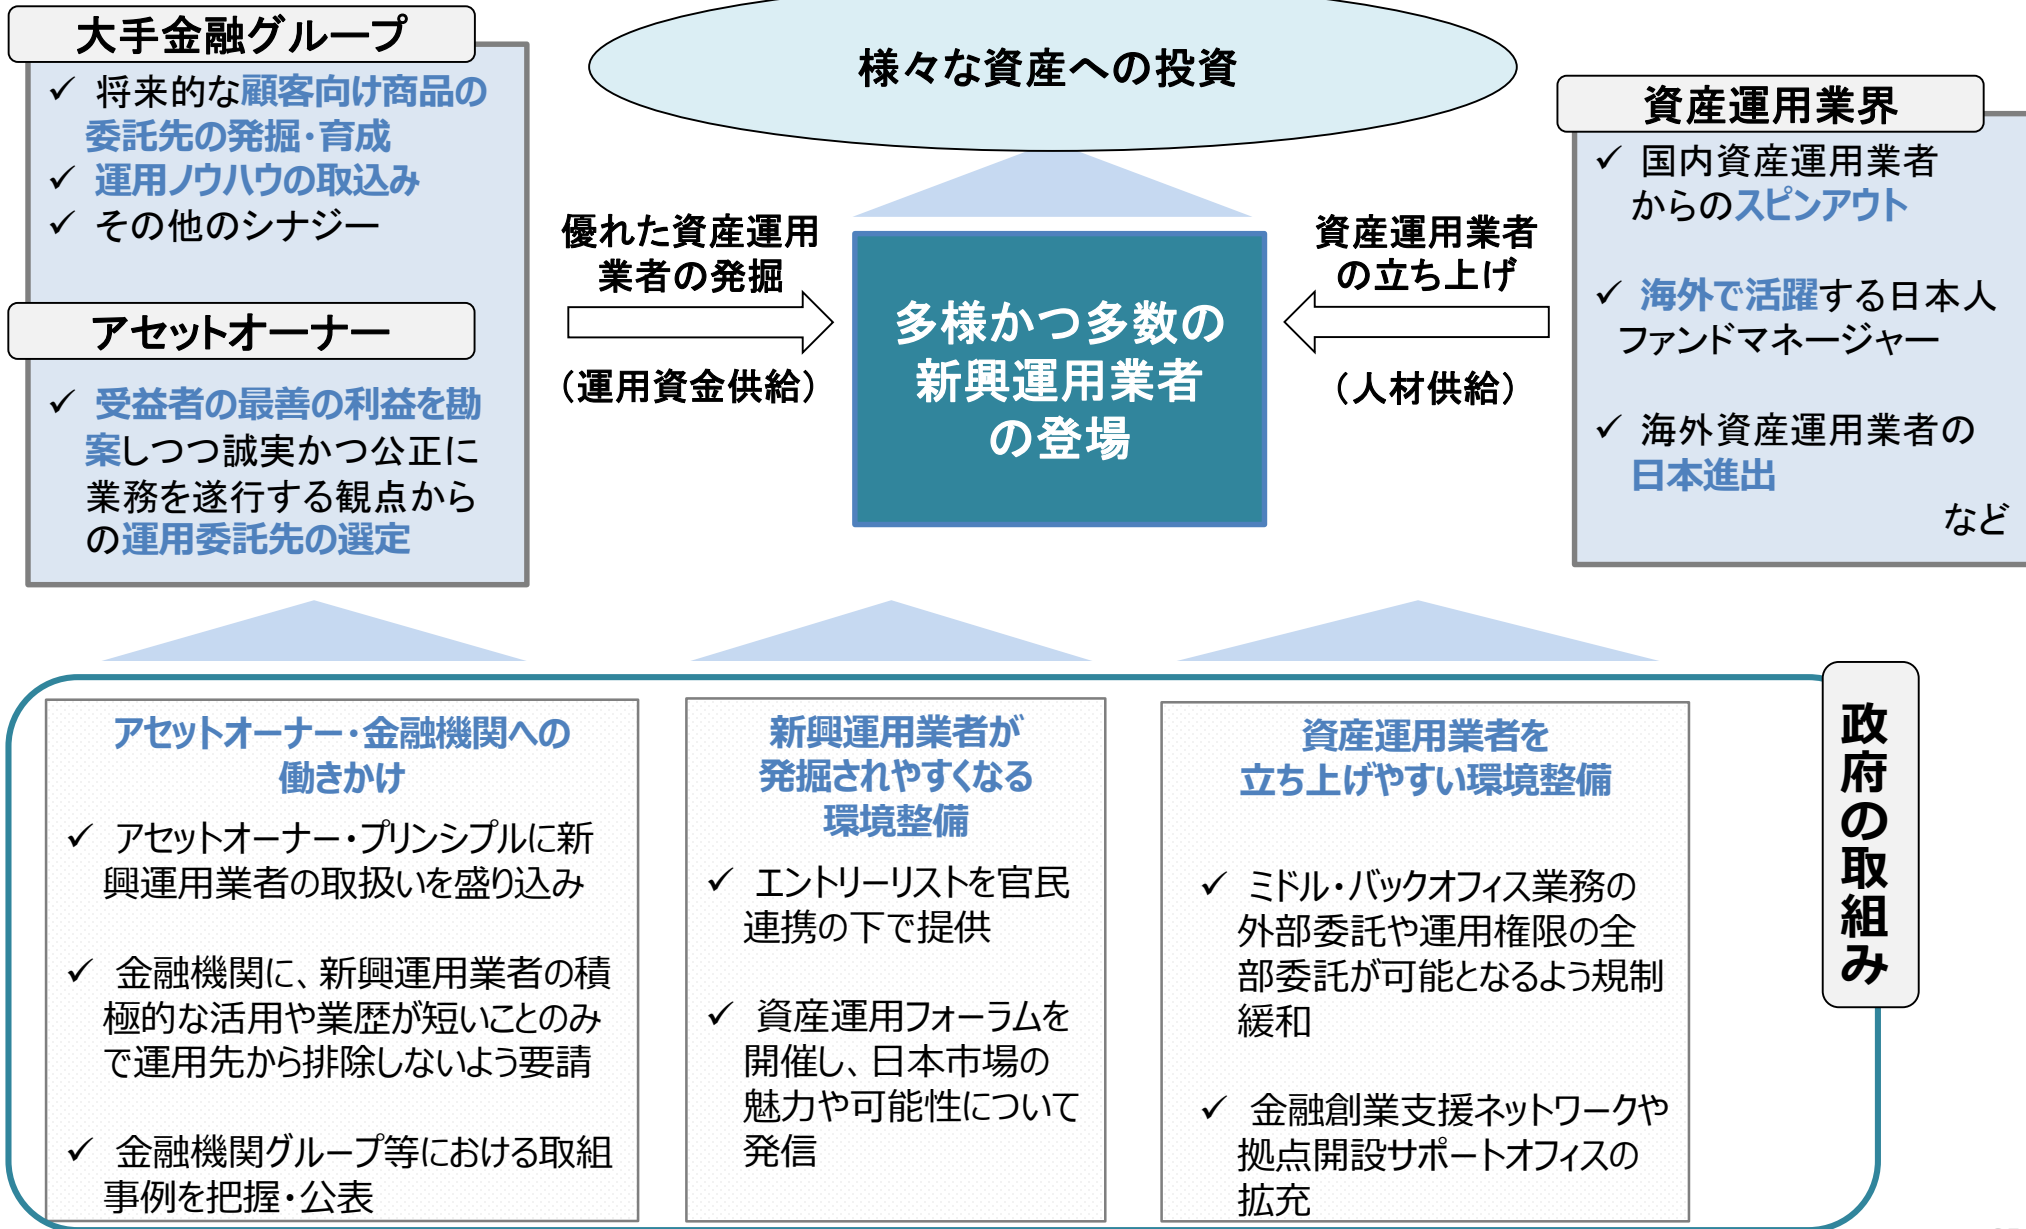 大手金融グループ
✓ 将来的な顧客向け商品の
委託先の発掘・育成
✓ 運用ノウハウの取込み
✓ その他のシナジー
アセットオーナー
✓ 受益者の最善の利益を勘
案しつつ誠実かつ公正に
業務を遂行する観点から
の運用委託先の選定
様々な資産への投資
優れた資産運用
業者の発掘
（運用資金供給）
多様かつ多数の
新興運用業者
の登場
資産運用業者
の立ち上げ
（人材供給）
資産運用業界
✓ 国内資産運用業者
からのスピンアウト
✓ 海外で活躍する日本人
ファンドマネージャー
✓ 海外資産運用業者の
日本進出
など
政府の取組み
アセットオーナー・金融機関への
働きかけ
✓ アセットオーナー・プリンシプルに新
興運用業者の取扱いを盛り込み
✓ 金融機関に、新興運用業者の積
極的な活用や業歴が短いことのみ
で運用先から排除しないよう要請
✓ 金融機関グループ等における取組
事例を把握・公表
新興運用業者が
発掘されやすくなる
環境整備
✓ エントリーリストを官民
連携の下で提供
✓ 資産運用フォーラムを
開催し、日本市場の
魅力や可能性について
発信
資産運用業者を
立ち上げやすい環境整備
✓ ミドル・バックオフィス業務の
外部委託や運用権限の全
部委託が可能となるよう規制
緩和
✓ 金融創業支援ネットワークや
拠点開設サポートオフィスの
拡充